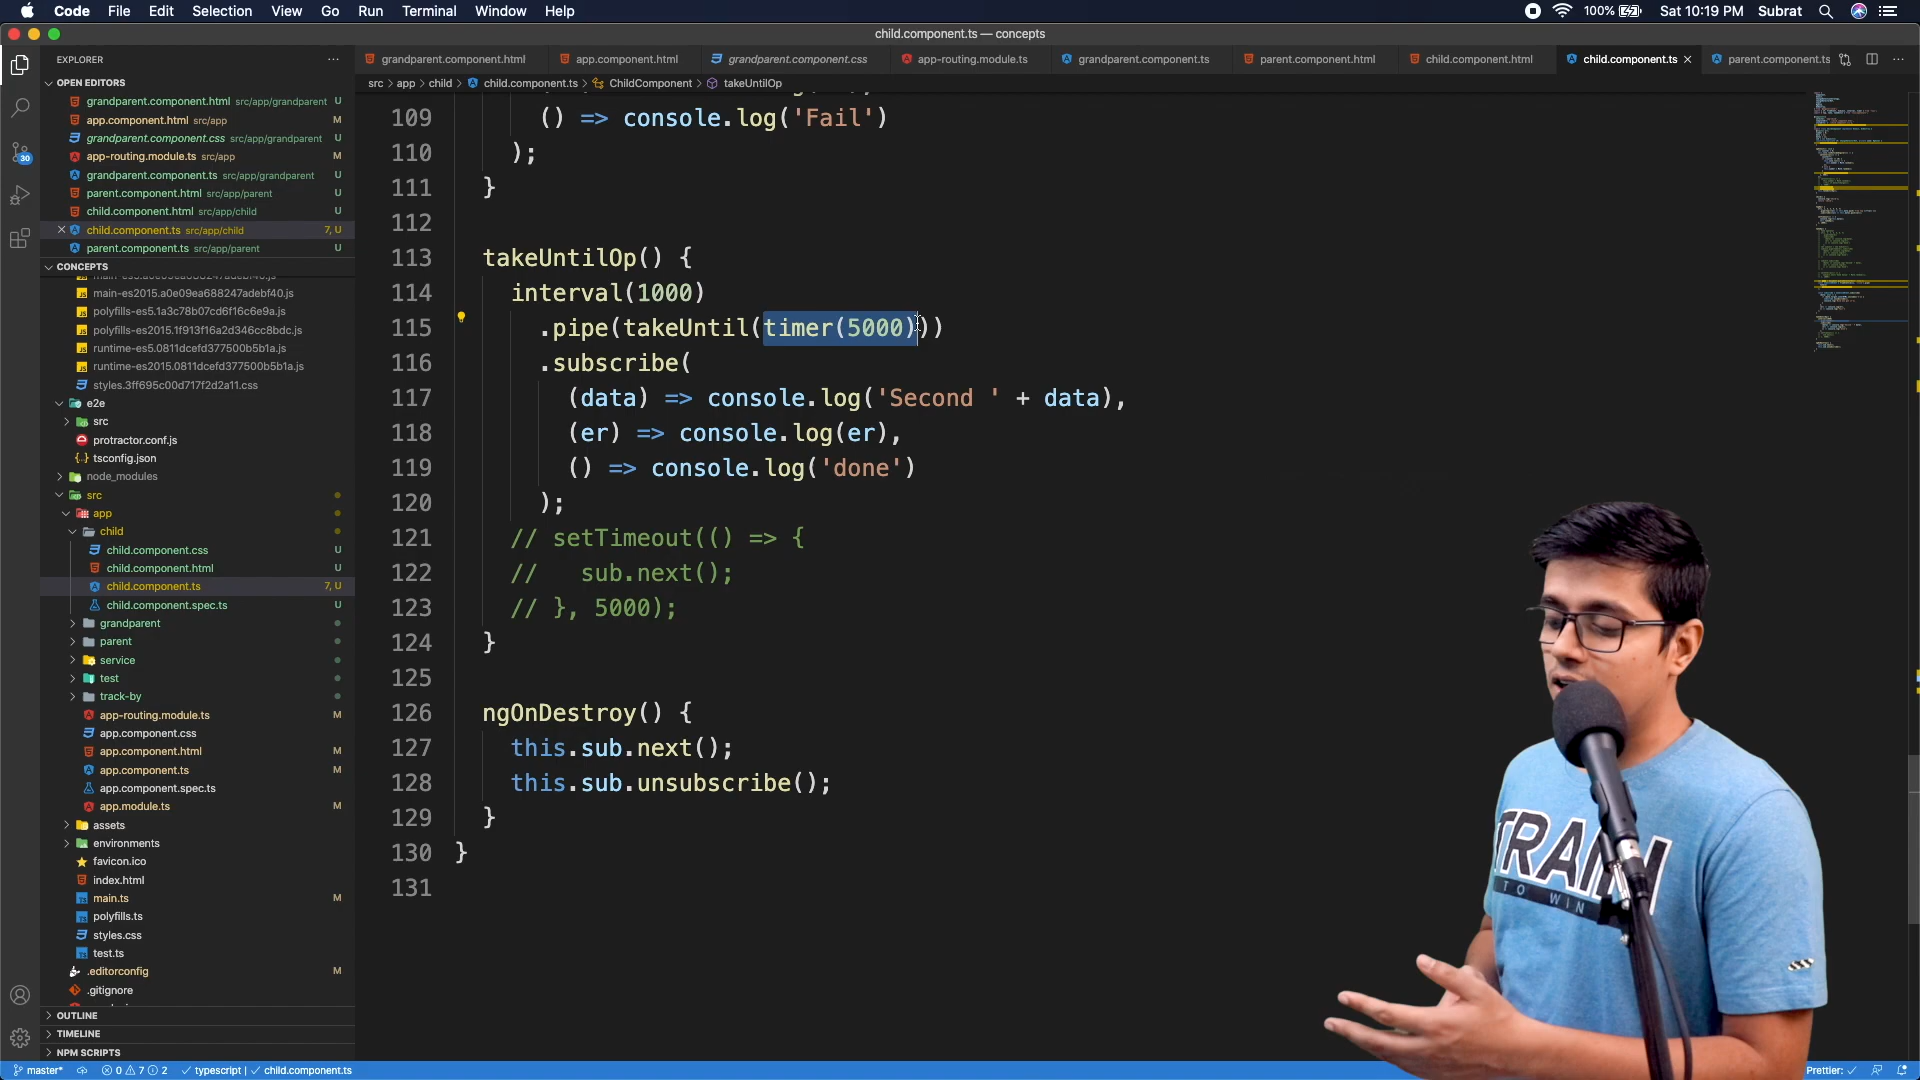 Code File Edit Selection View Go Run Terminal Window Help
100% Sat 10:19 PM Subrat
child.component.ts — concepts
EXPLORER
grandparent.component.html app.component.html grandparent.component.css app-routing.module.ts grandparent.component.ts parent.component.html child.component.html child.component.ts parent.component.ts
OPEN EDITORS
src > app > child > child.component.ts > ChildComponent > takeUntilOp
grandparent.component.html src/app/grandparent U
app.component.html src/app M
grandparent.component.css src/app/grandparent U
app-routing.module.ts src/app M
grandparent.component.ts src/app/grandparent U
parent.component.html src/app/parent U
child.component.html src/app/child U
child.component.ts src/app/child 7, U
parent.component.ts src/app/parent U
CONCEPTS
main-es2015.a0e09ea688247adebf40.js
polyfills-es5.1a3c78b07cd6f16c6e9a.js
polyfills-es2015.1f913f16a2d346cc8bdc.js
runtime-es5.0811dcefd377500b5b1a.js
runtime-es2015.0811dcefd377500b5b1a.js
styles.3ff695c00d717f2d2a11.css
e2e
src
protractor.conf.js
tsconfig.json
node_modules
src
app
child
child.component.css U
child.component.html U
child.component.ts 7, U
child.component.spec.ts U
grandparent
parent
service
test
track-by
app-routing.module.ts M
app.component.css
app.component.html M
app.component.ts M
app.component.spec.ts
app.module.ts M
assets
environments
favicon.ico
index.html
main.ts M
polyfills.ts
styles.css
test.ts
.editorconfig M
.gitignore
OUTLINE
TIMELINE
NPM SCRIPTS
30
109 () => console.log('Fail')
110 );
111 }
112
113 takeUntilOp() {
114 interval(1000)
115 .pipe(takeUntil(timer(5000)))
116 .subscribe(
117 (data) => console.log('Second ' + data),
118 (er) => console.log(er),
119 () => console.log('done')
120 );
121 // setTimeout(() => {
122 // sub.next();
123 // }, 5000);
124 }
125
126 ngOnDestroy() {
127 this.sub.next();
128 this.sub.unsubscribe();
129 }
130 }
131
TRAIN
TO WIN
master* 0 7 2 typescript | child.component.ts Prettier: